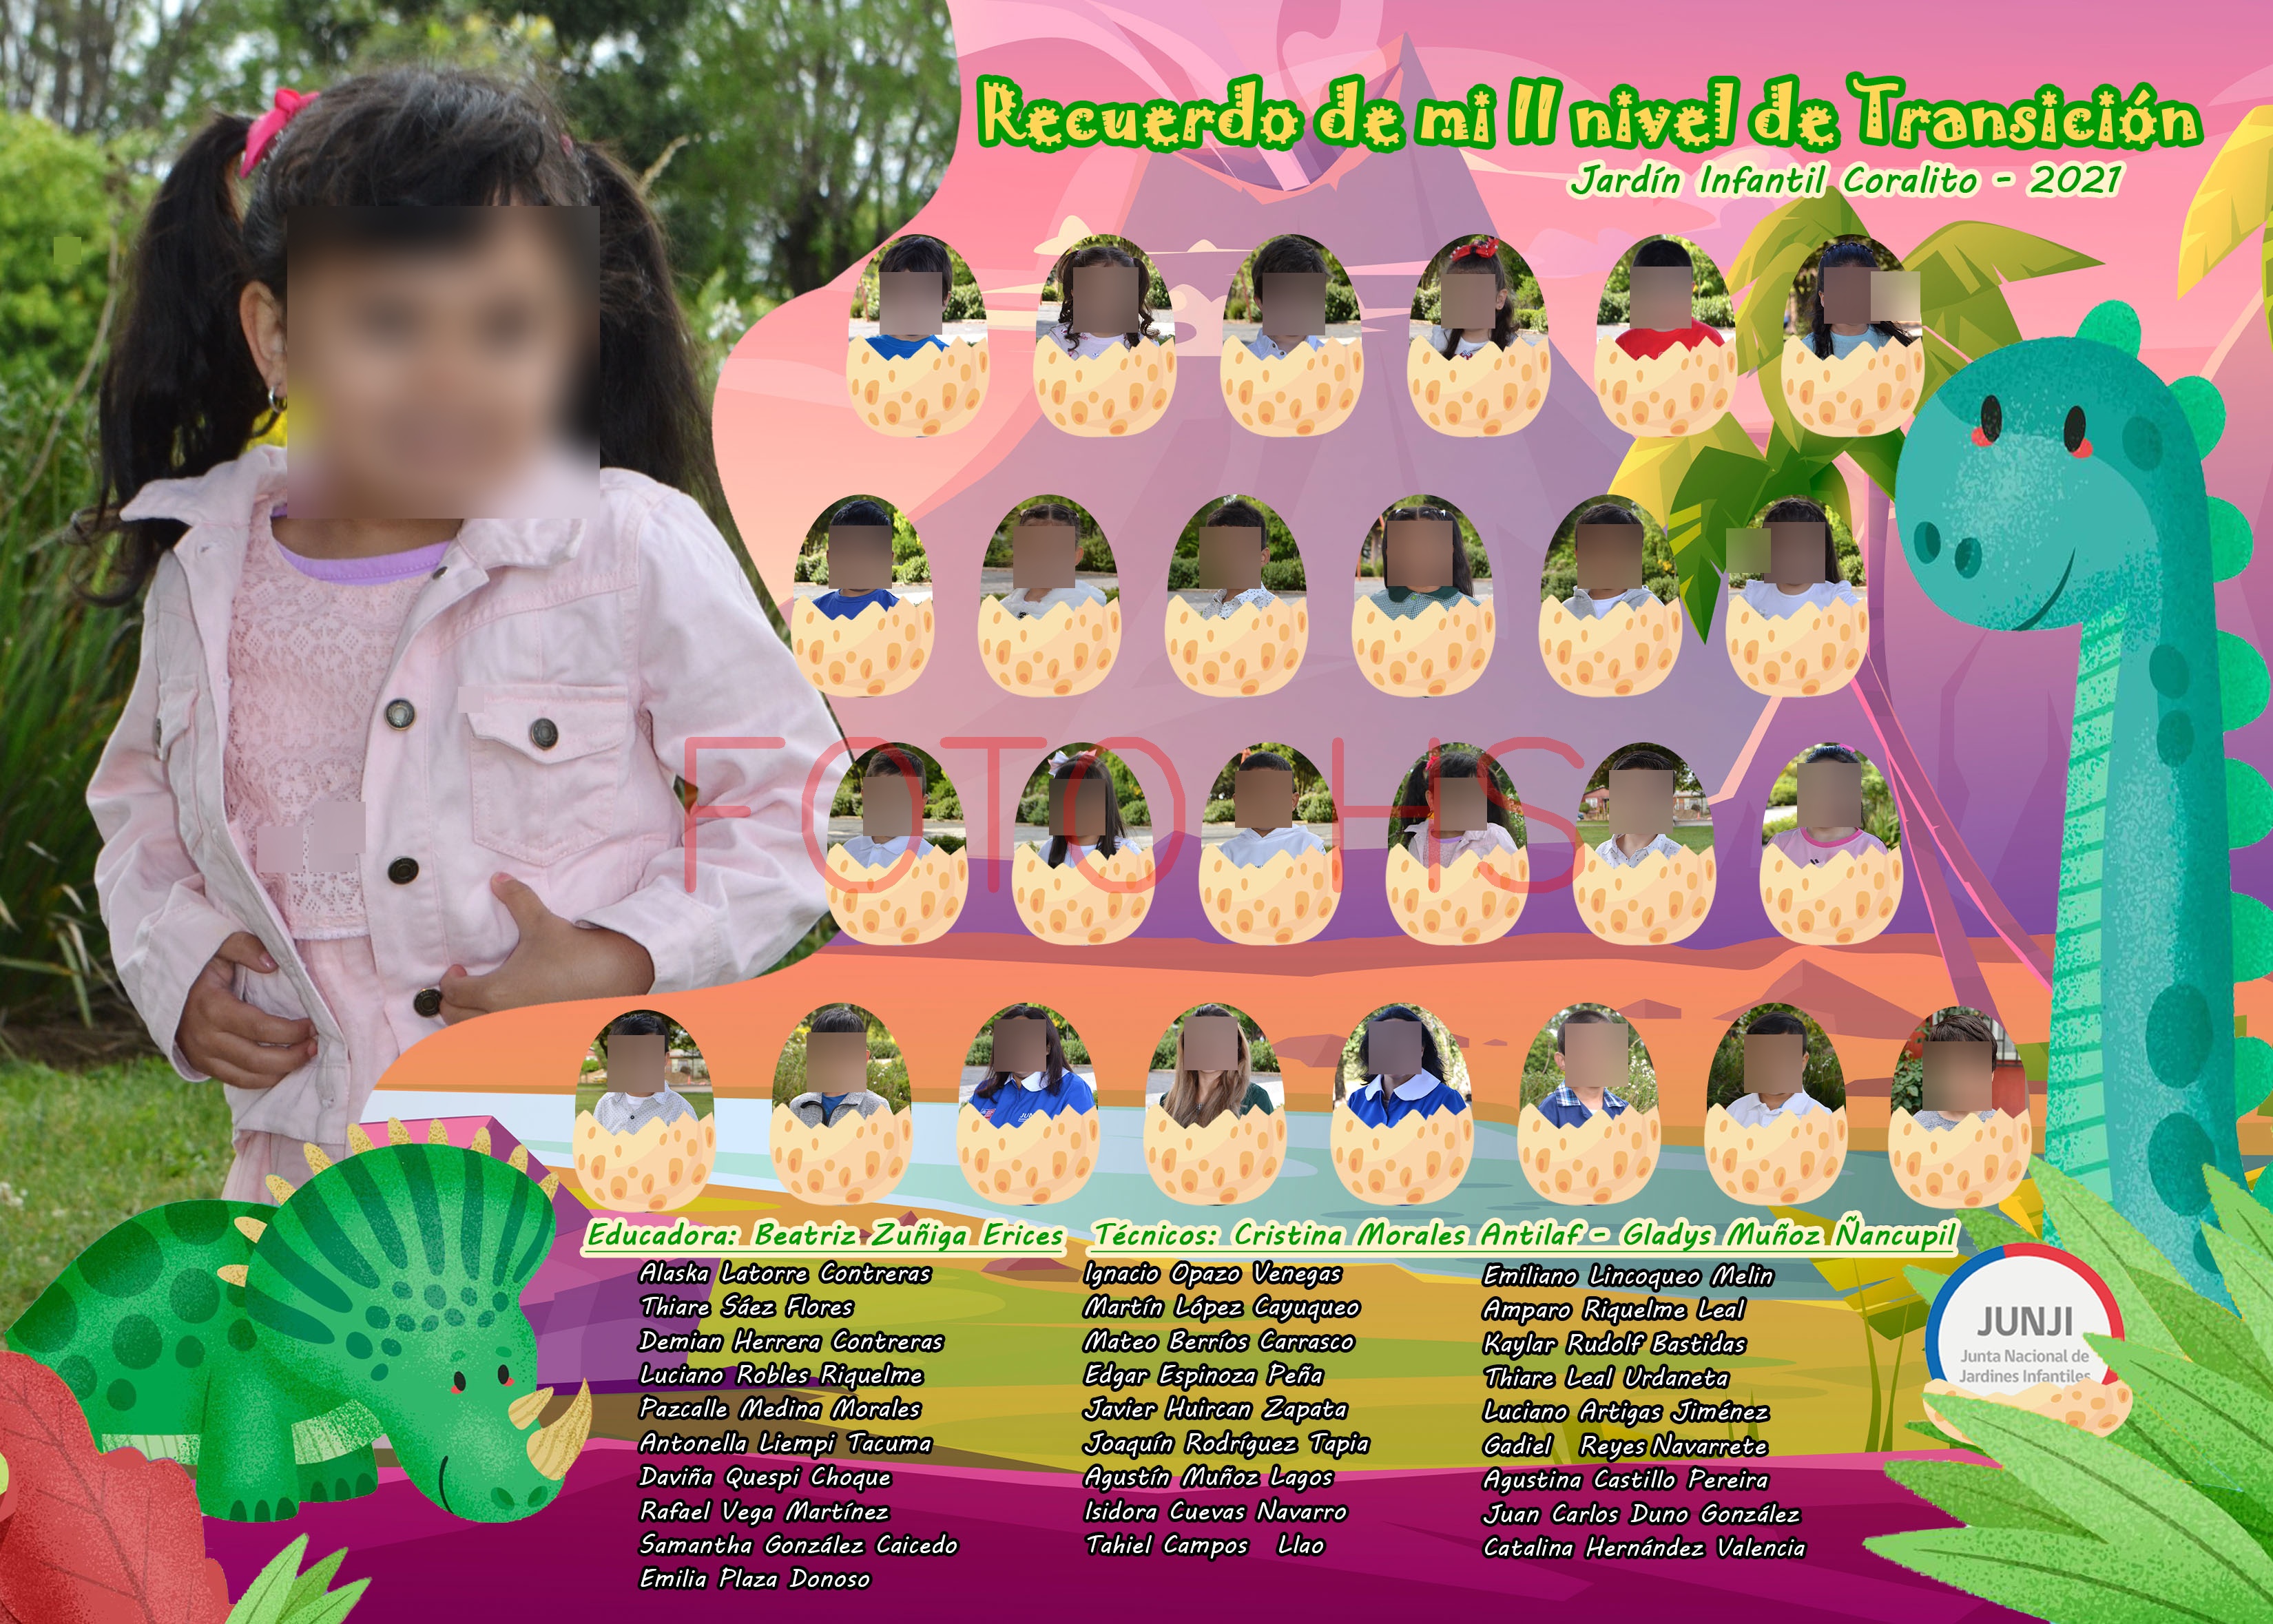 Recuerdo de mi II nivel de Transición
Jardín Infantil Coralito - 2021
FOTO HS
Educadora: Beatriz Zuñiga Erices Técnicos: Cristina Morales Antilaf - Gladys Muñoz Ñancupil
Alaska Latorre Contreras
Thiare Sáez Flores
Demian Herrera Contreras
Luciano Robles Riquelme
Pazcalle Medina Morales
Antonella Liempi Tacuma
Daviña Quespi Choque
Rafael Vega Martínez
Samantha González Caicedo
Emilia Plaza Donoso
Ignacio Opazo Venegas
Martín López Cayuqueo
Mateo Berríos Carrasco
Edgar Espinoza Peña
Javier Huircan Zapata
Joaquín Rodríguez Tapia
Agustín Muñoz Lagos
Isidora Cuevas Navarro
Tahiel Campos Llao
Emiliano Lincoqueo Melin
Amparo Riquelme Leal
Kaylar Rudolf Bastidas
Thiare Leal Urdaneta
Luciano Artigas Jiménez
Gadiel Reyes Navarrete
Agustina Castillo Pereira
Juan Carlos Duno González
Catalina Hernández Valencia
JUNJI
Junta Nacional de
Jardines Infantiles